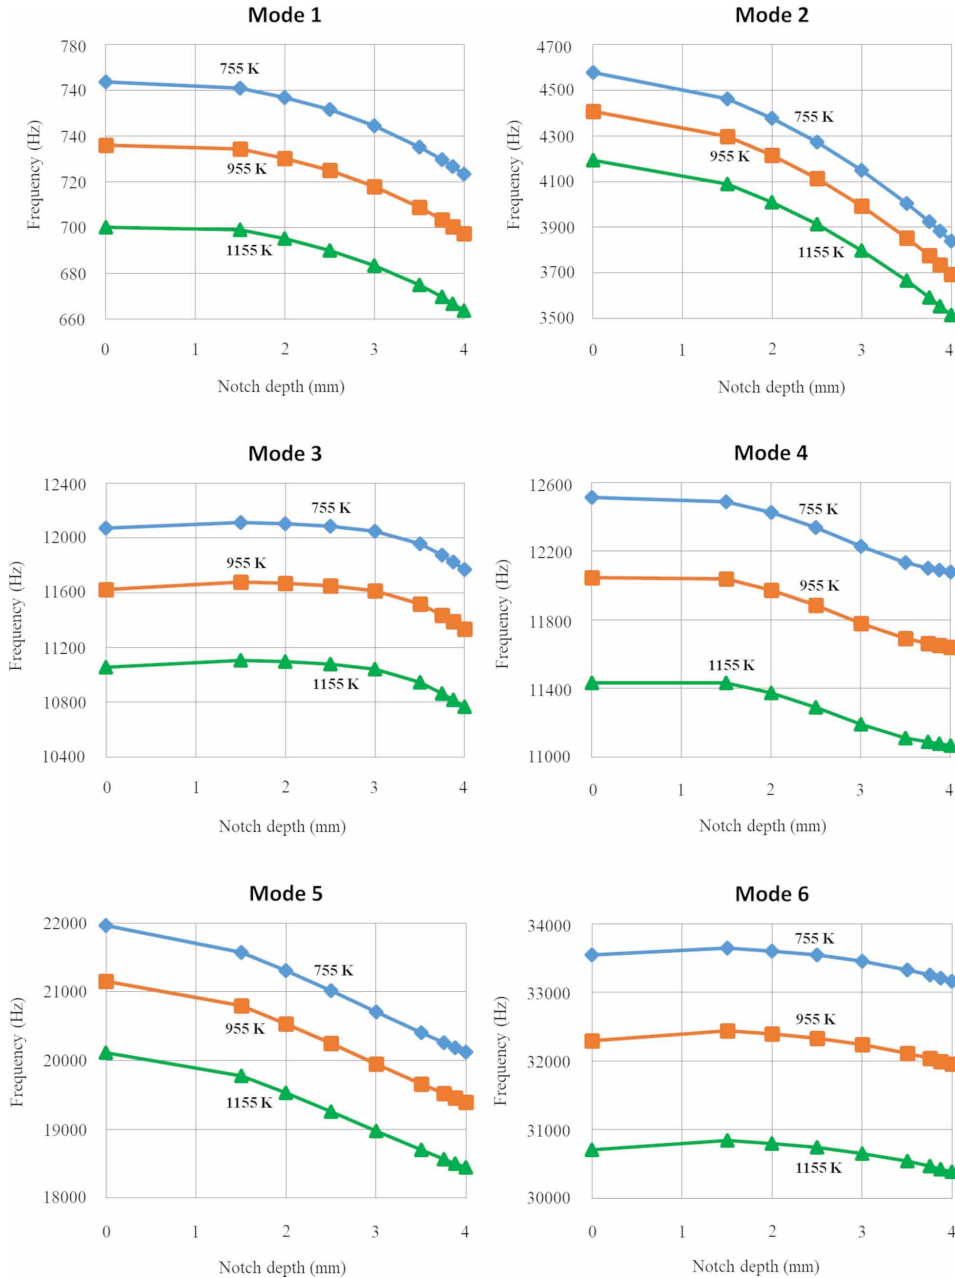 Mode 1
780
760
740
720
700
680
660
755 K
955 K
1155 K
0 1 2 3 4
Frequency (Hz)
Notch depth (mm)
Mode 2
4700
4500
4300
4100
3900
3700
3500
755 K
955 K
1155 K
0 1 2 3 4
Frequency (Hz)
Notch depth (mm)
Mode 3
12400
12000
11600
11200
10800
10400
755 K
955 K
1155 K
0 1 2 3 4
Frequency (Hz)
Notch depth (mm)
Mode 4
12600
12200
11800
11400
11000
755 K
955 K
1155 K
0 1 2 3 4
Frequency (Hz)
Notch depth (mm)
Mode 5
22000
21000
20000
19000
18000
755 K
955 K
1155 K
0 1 2 3 4
Frequency (Hz)
Notch depth (mm)
Mode 6
34000
33000
32000
31000
30000
755 K
955 K
1155 K
0 1 2 3 4
Frequency (Hz)
Notch depth (mm)